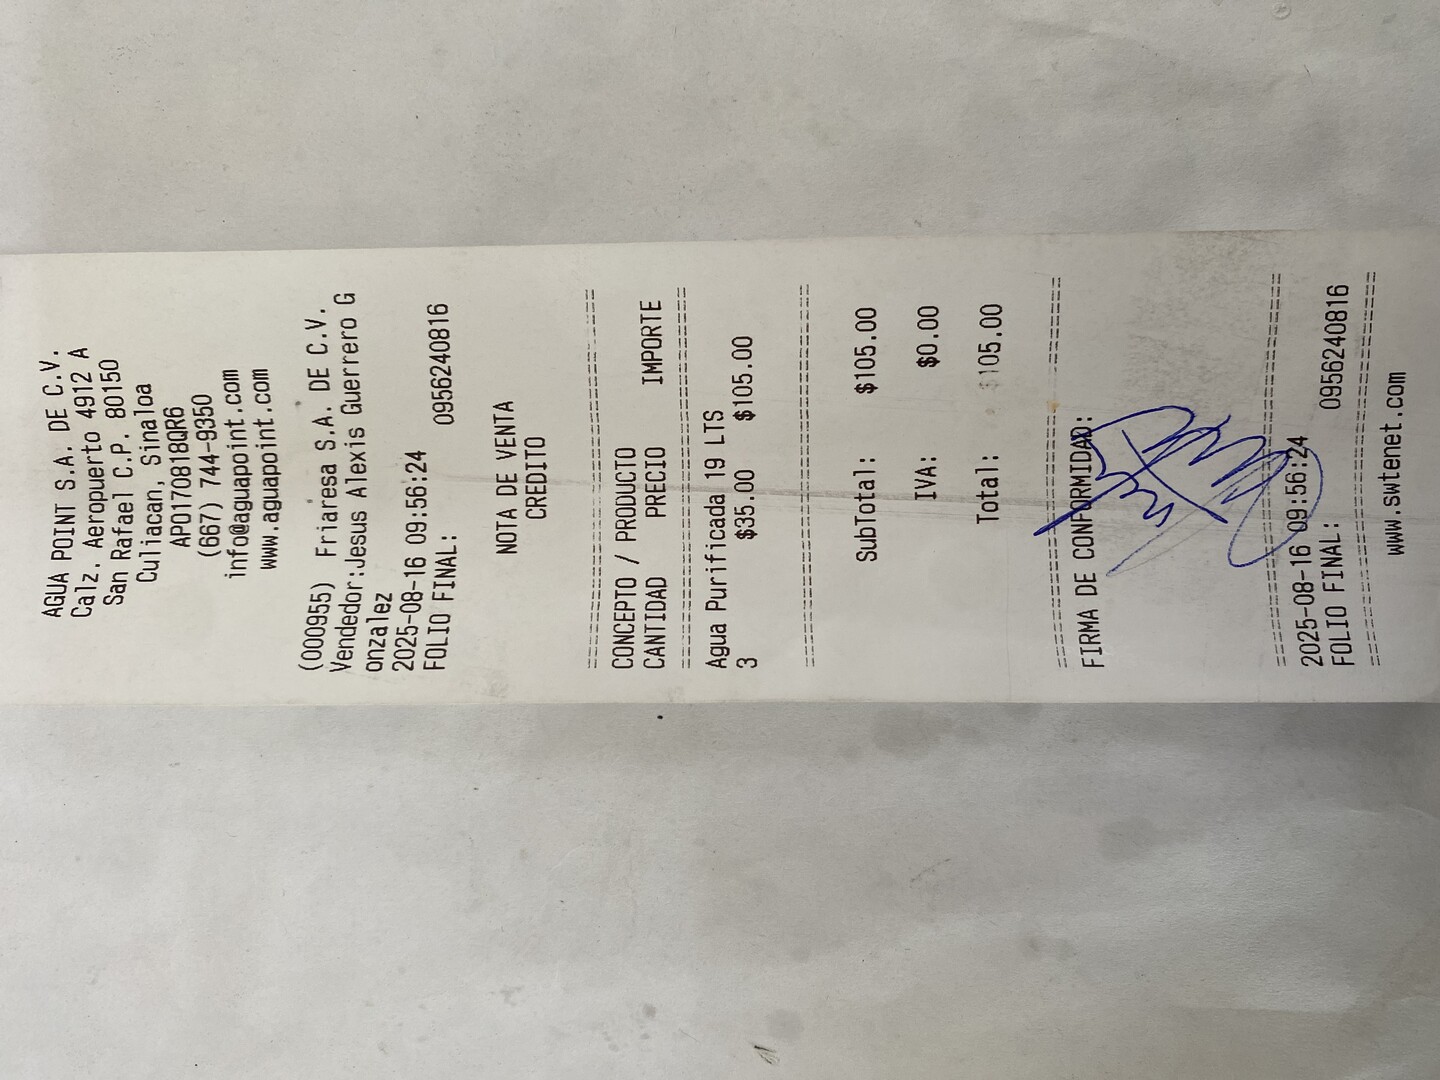 AGUA POINT S.A. DE C.V.
Calz. Aeropuerto 4912 A
San Rafael C.P. 80150
Culiacan, Sinaloa
APO170818QR6
(667) 744-9350
info@aguapoint.com
www.aguapoint.com
(000955) Friaresa S.A. DE C.V.
Vendedor:Jesus Alexis Guerrero G
onzalez
2025-08-16 09:56:24
FOLIO FINAL: 0956240816
NOTA DE VENTA
CREDITO
================================
CONCEPTO / PRODUCTO
CANTIDAD PRECIO IMPORTE
================================
Agua Purificada 19 LTS
3 $35.00 $105.00
================================
SubTotal: $105.00
IVA: $0.00
Total: $105.00
================================
FIRMA DE CONFORMIDAD:
================================
2025-08-16 09:56:24
FOLIO FINAL: 0956240816
================================
www.swtenet.com